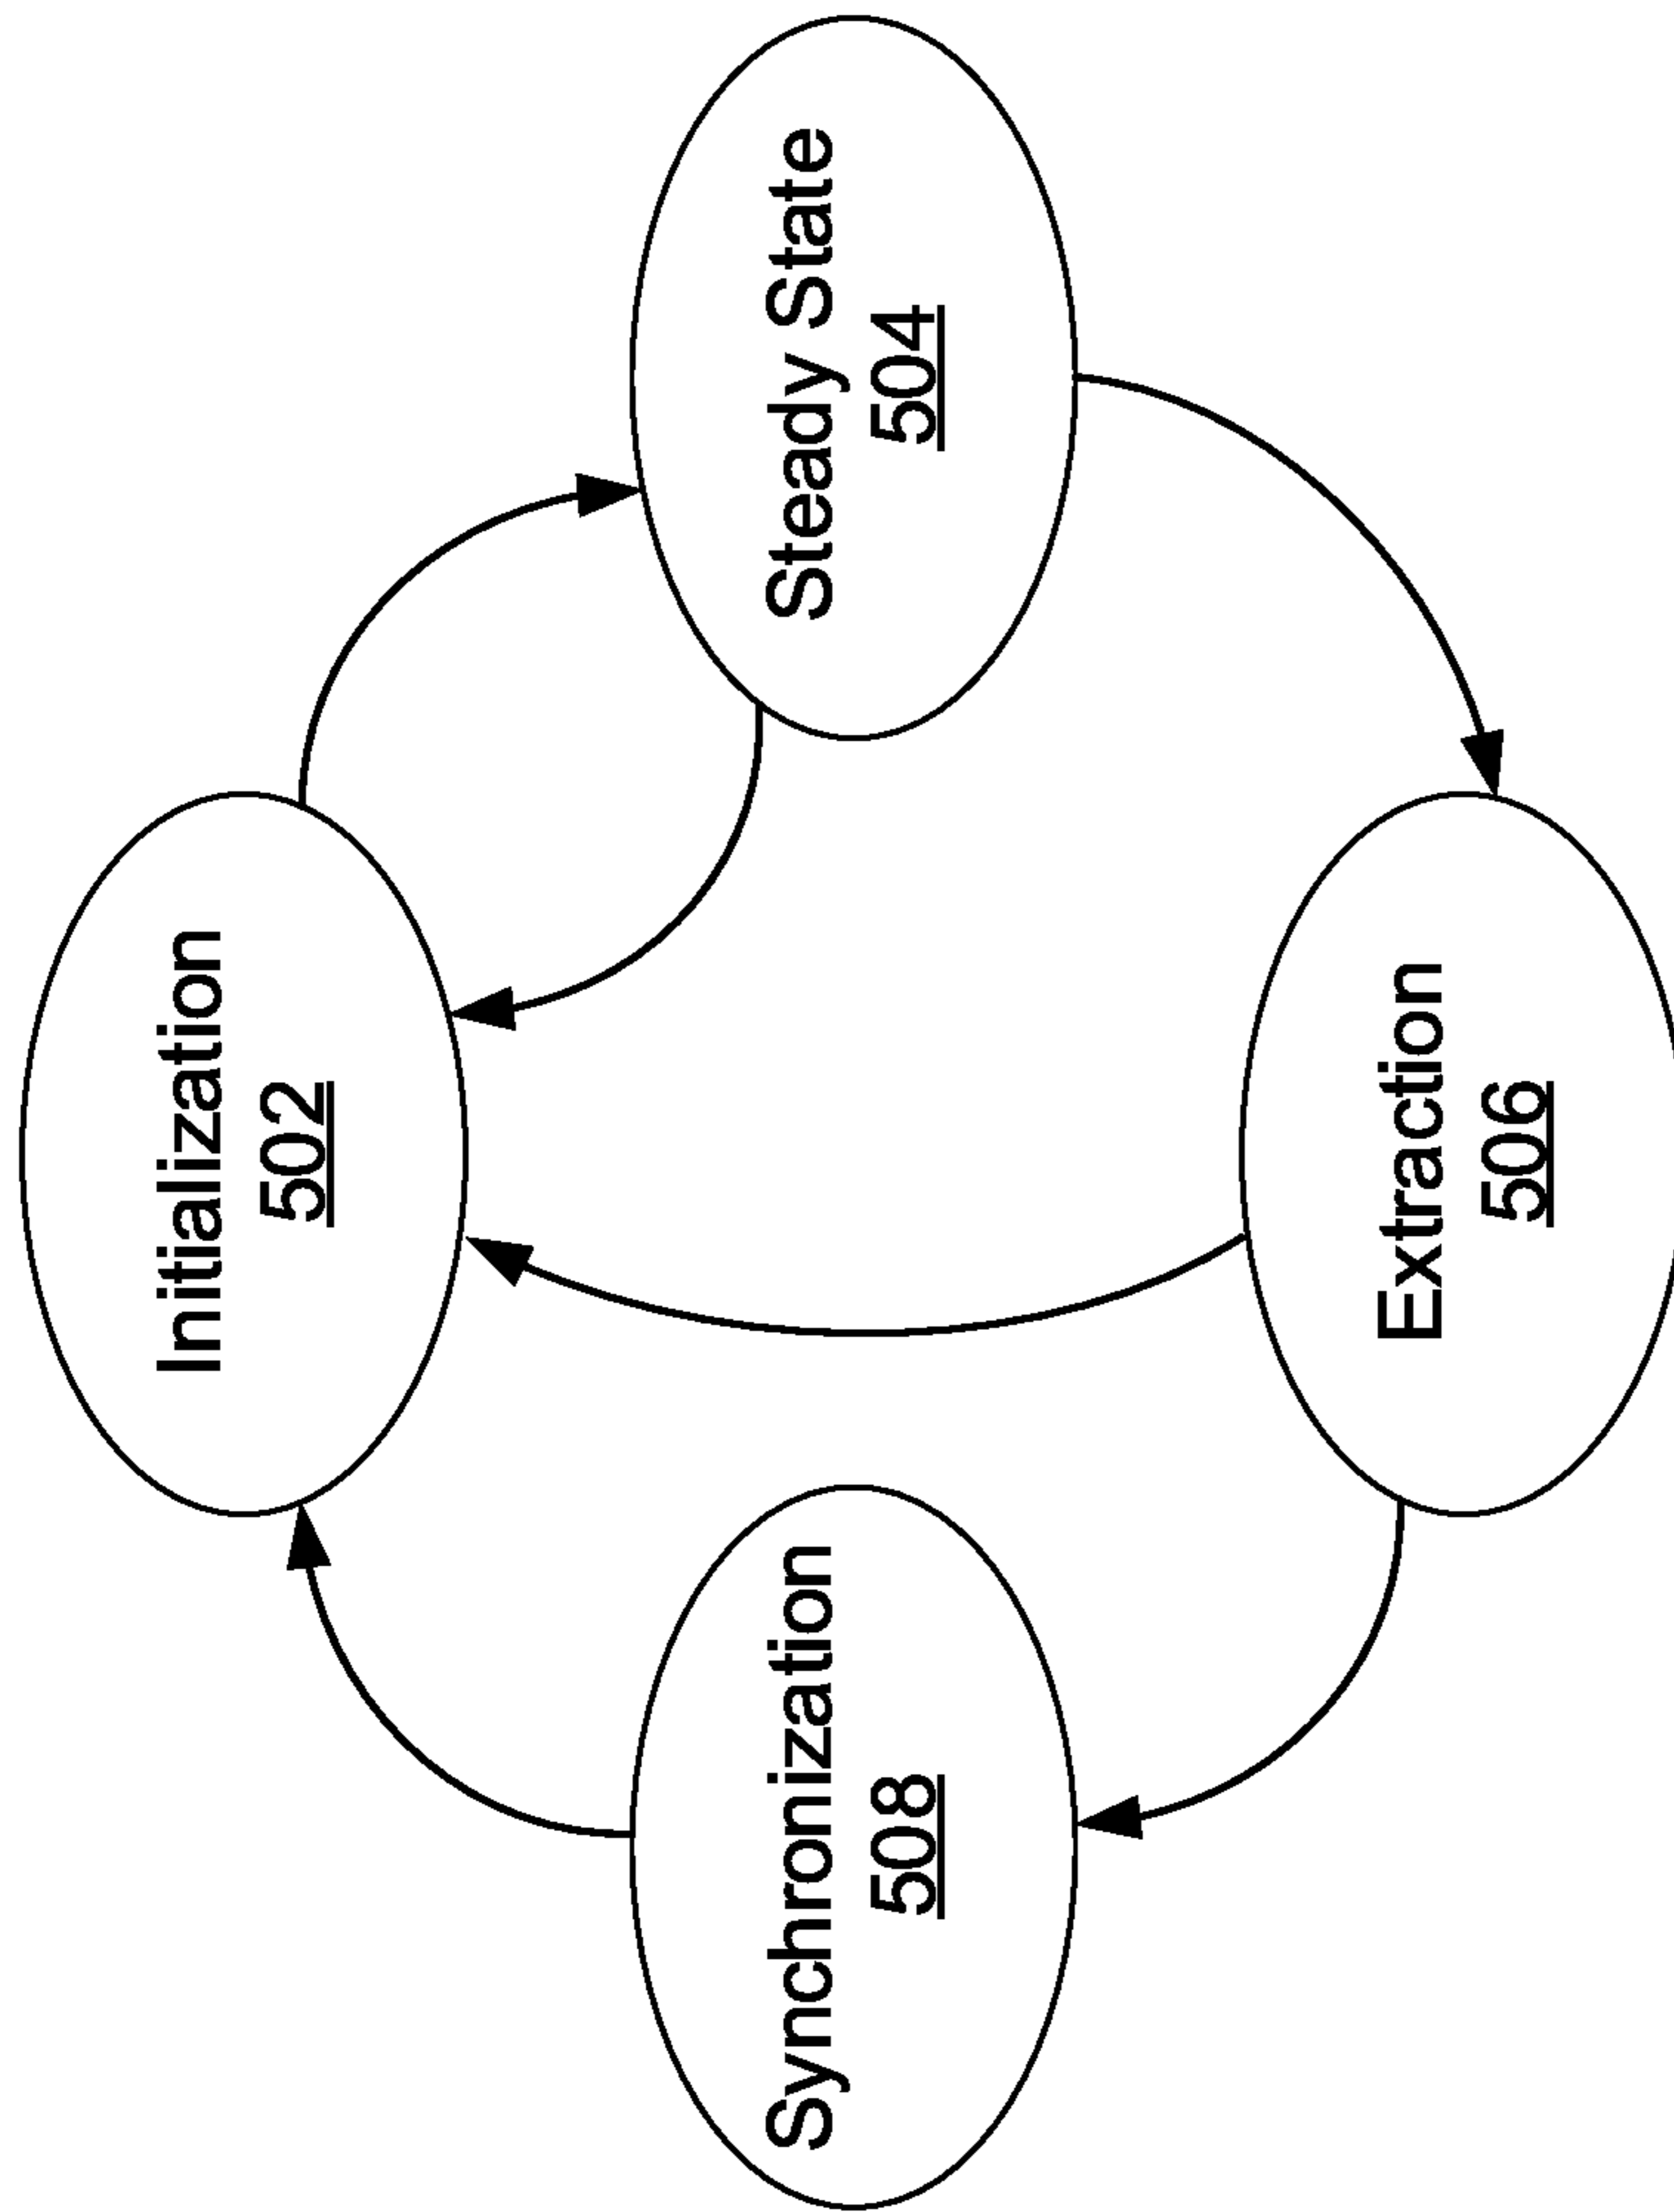 Initialization
502
Steady State
504
Synchronization
508
Extraction
506